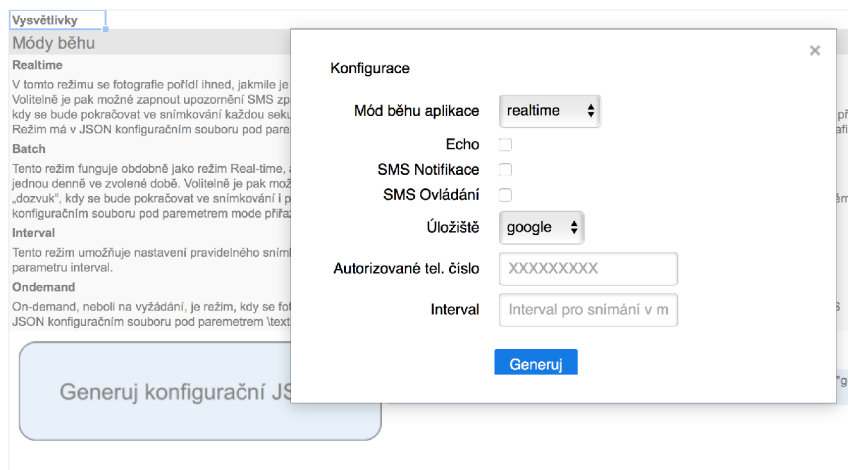 Vysvětlivky
Módy běhu
Realtime
V tomto režimu se fotografie pořídí ihned, jakmile je
Volitelně je pak možné zapnout upozornění SMS zp
kdy se bude pokračovat ve snímkování každou seku
Režim má v JSON konfiguračním souboru pod pare
Batch
Tento režim funguje obdobně jako režim Real-time,
jednou denně ve zvolené době. Volitelně je pak mož
„dozvuk“, kdy se bude pokračovat ve snímkování i p
konfiguračním souboru pod paremetrem mode přiřaz
Interval
Tento režim umožňuje nastavení pravidelného sním
parametru interval.
Ondemand
On-demand, neboli na vyžádání, je režim, kdy se fot
JSON konfiguračním souboru pod paremetrem \text
Generuj konfigurační JS
×
Konfigurace
Mód běhu aplikace realtime
Echo
SMS Notifikace
SMS Ovládání
Úložiště google
Autorizované tel. číslo XXXXXXXXX
Interval Interval pro snímání v m
Generuj